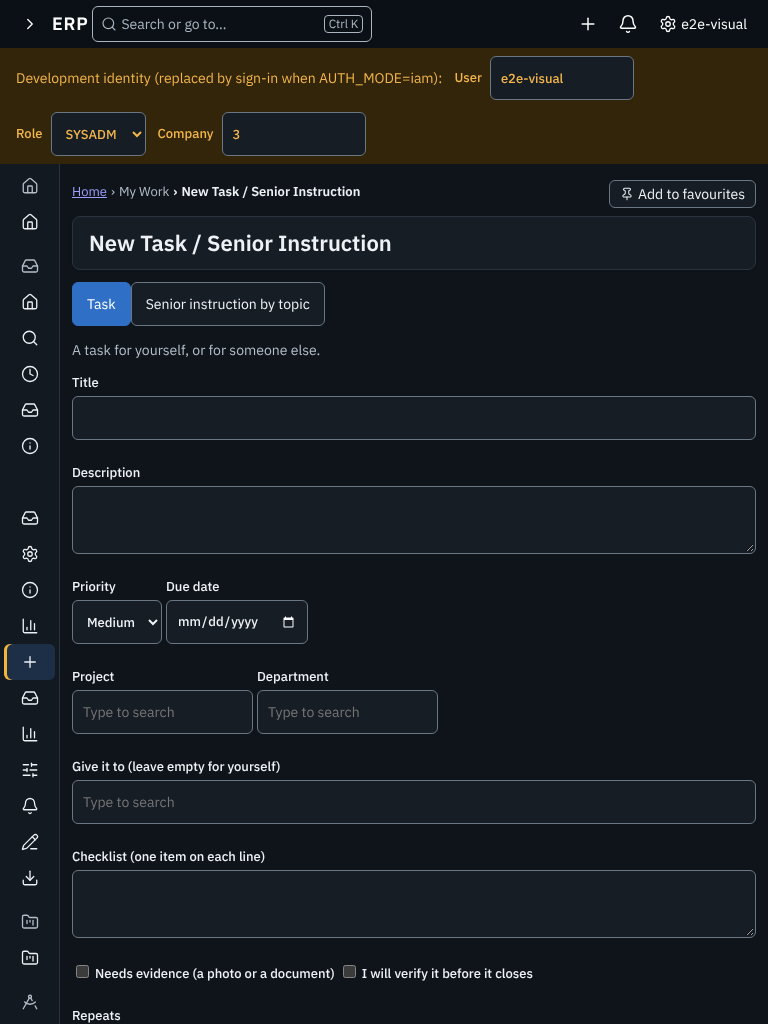 ERP Search or go to... Ctrl K e2e-visual
Development identity (replaced by sign-in when AUTH_MODE=iam): User e2e-visual
Role SYSADM Company 3
Home › My Work › New Task / Senior Instruction Add to favourites
New Task / Senior Instruction
Task Senior instruction by topic
A task for yourself, or for someone else.
Title
Description
Priority Due date
Medium mm/dd/yyyy
Project Department
Type to search Type to search
Give it to (leave empty for yourself)
Type to search
Checklist (one item on each line)
Needs evidence (a photo or a document) I will verify it before it closes
Repeats